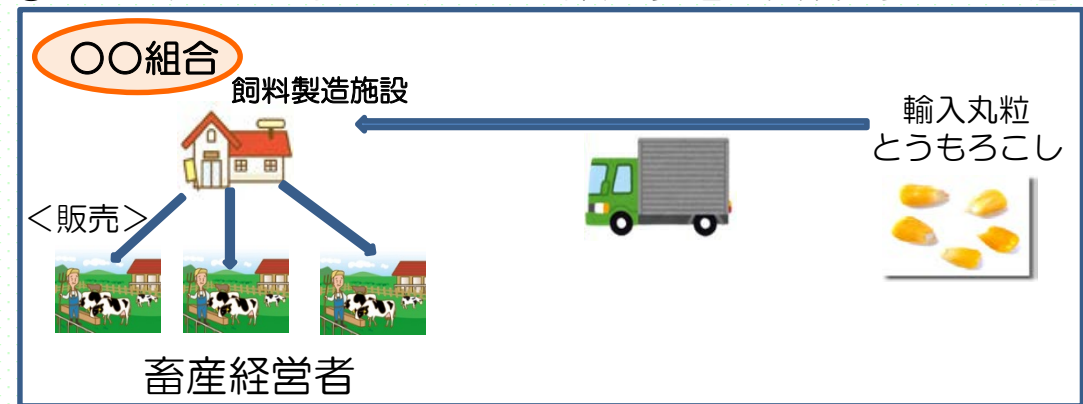 〇〇組合
飼料製造施設
輸入丸粒
とうもろこし
＜販売＞
畜産経営者